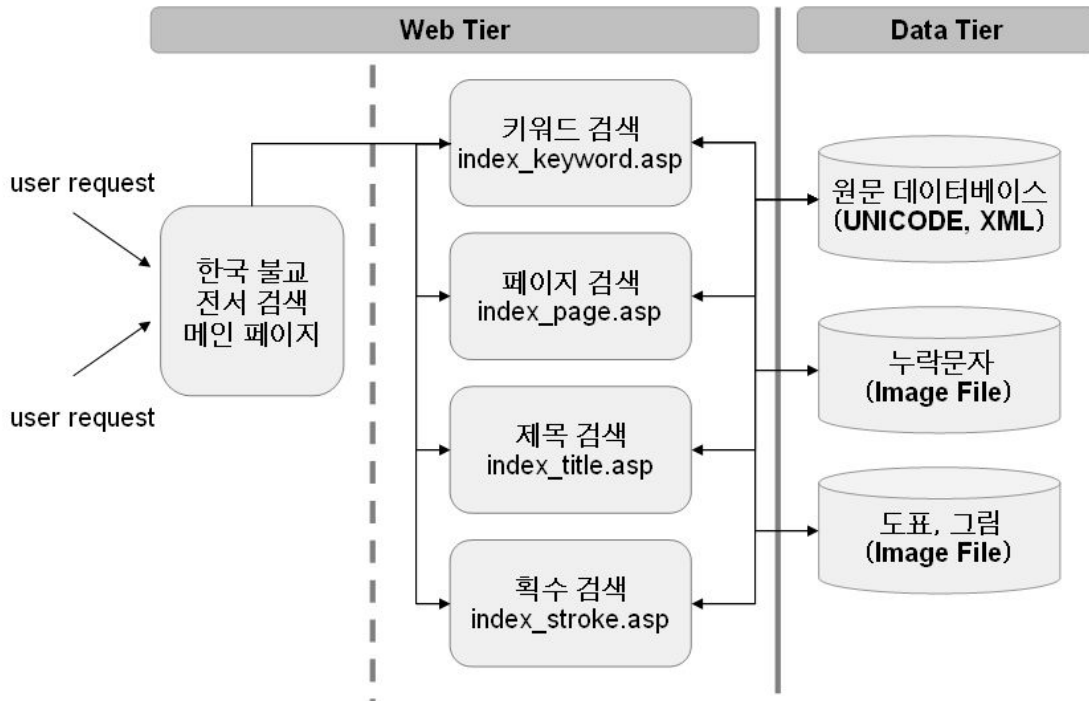 Web Tier
Data Tier
user request
user request
한국 불교
전서 검색
메인 페이지
키워드 검색
index_keyword.asp
페이지 검색
index_page.asp
제목 검색
index_title.asp
획수 검색
index_stroke.asp
원문 데이터베이스
(UNICODE, XML)
누락문자
(Image File)
도표, 그림
(Image File)